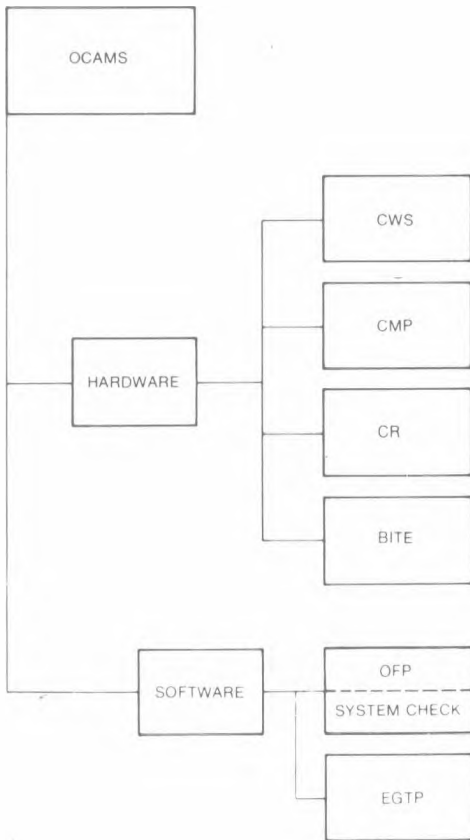 OCAMS
CWS
CMP
HARDWARE
CR
BITE
SOFTWARE
OFP
SYSTEM CHECK
EGTP